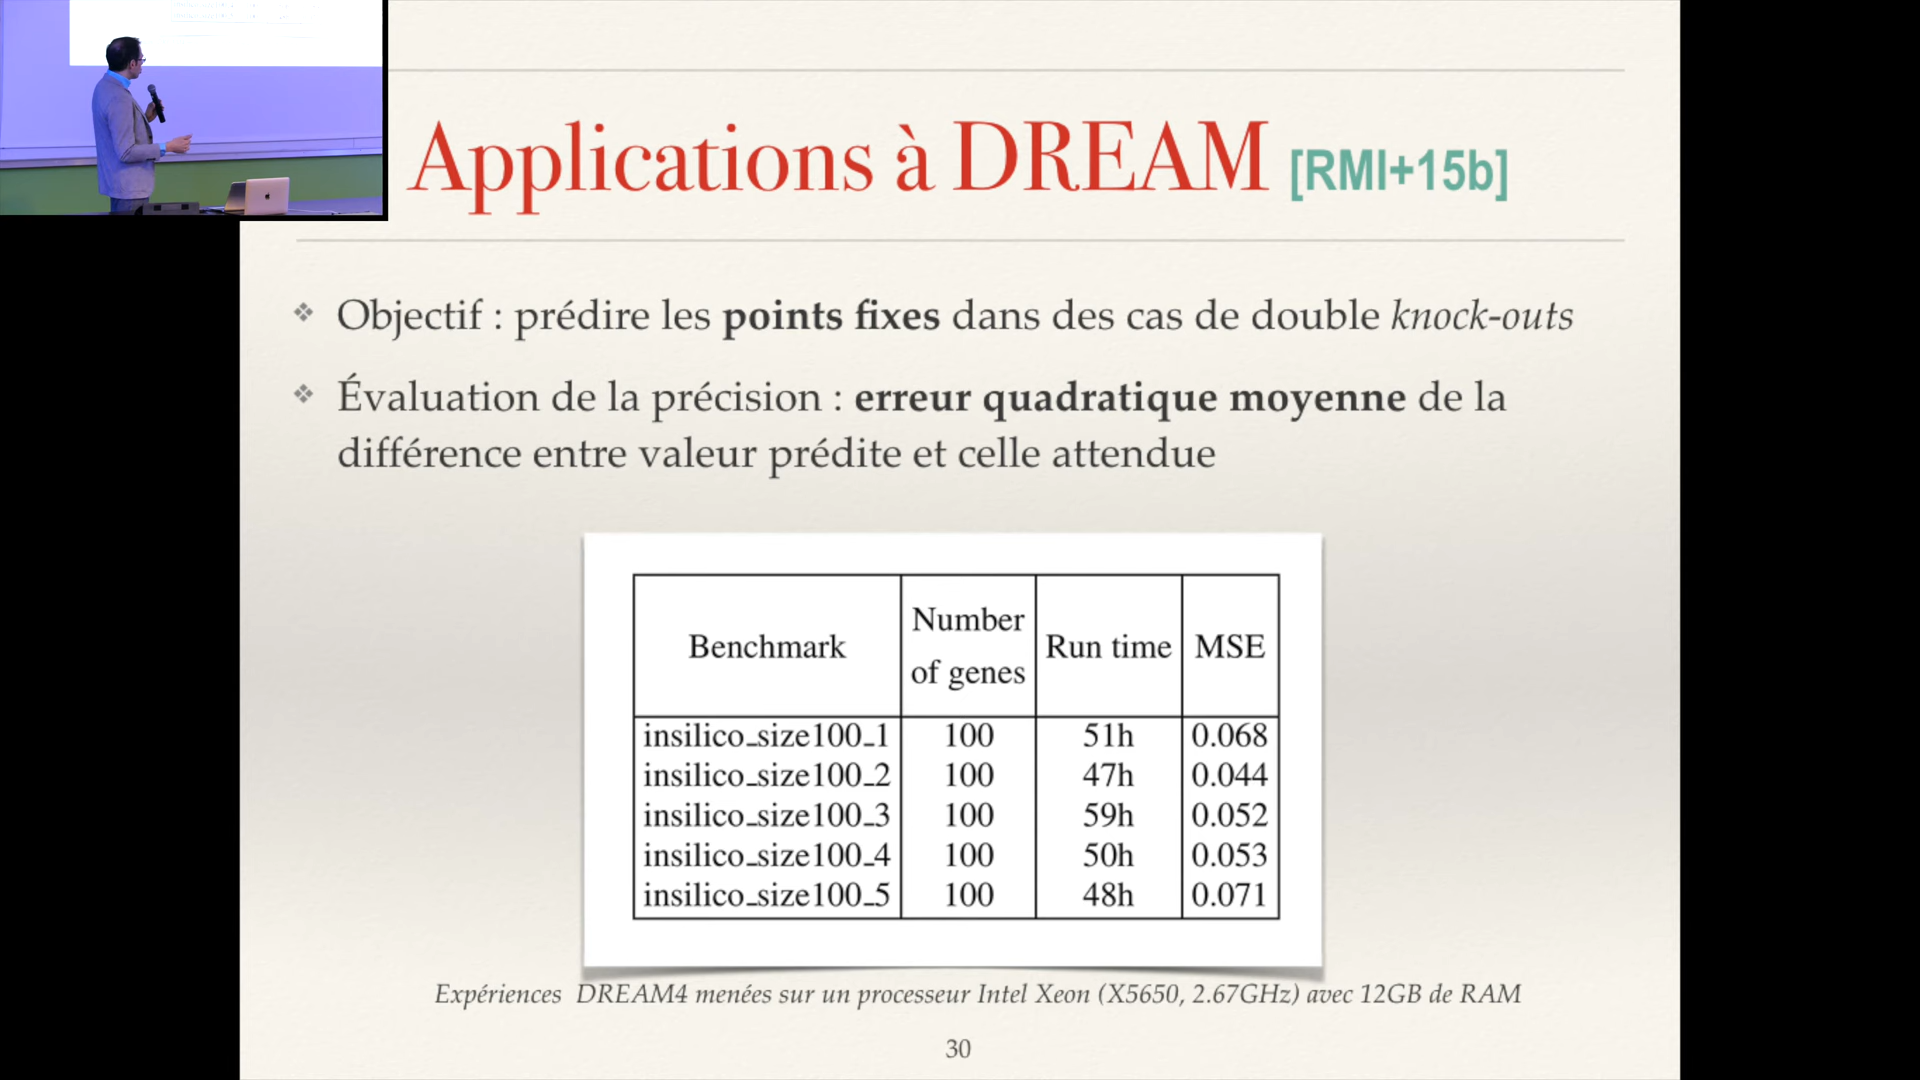 Applications à DREAM [RMI+15b]
Objectif : prédire les points fixes dans des cas de double knock-outs
Évaluation de la précision : erreur quadratique moyenne de la
différence entre valeur prédite et celle attendue
Benchmark Number of genes Run time MSE
insilico_size100_1 100 51h 0.068
insilico_size100_2 100 47h 0.044
insilico_size100_3 100 59h 0.052
insilico_size100_4 100 50h 0.053
insilico_size100_5 100 48h 0.071
Expériences DREAM4 menées sur un processeur Intel Xeon (X5650, 2.67GHz) avec 12GB de RAM
30